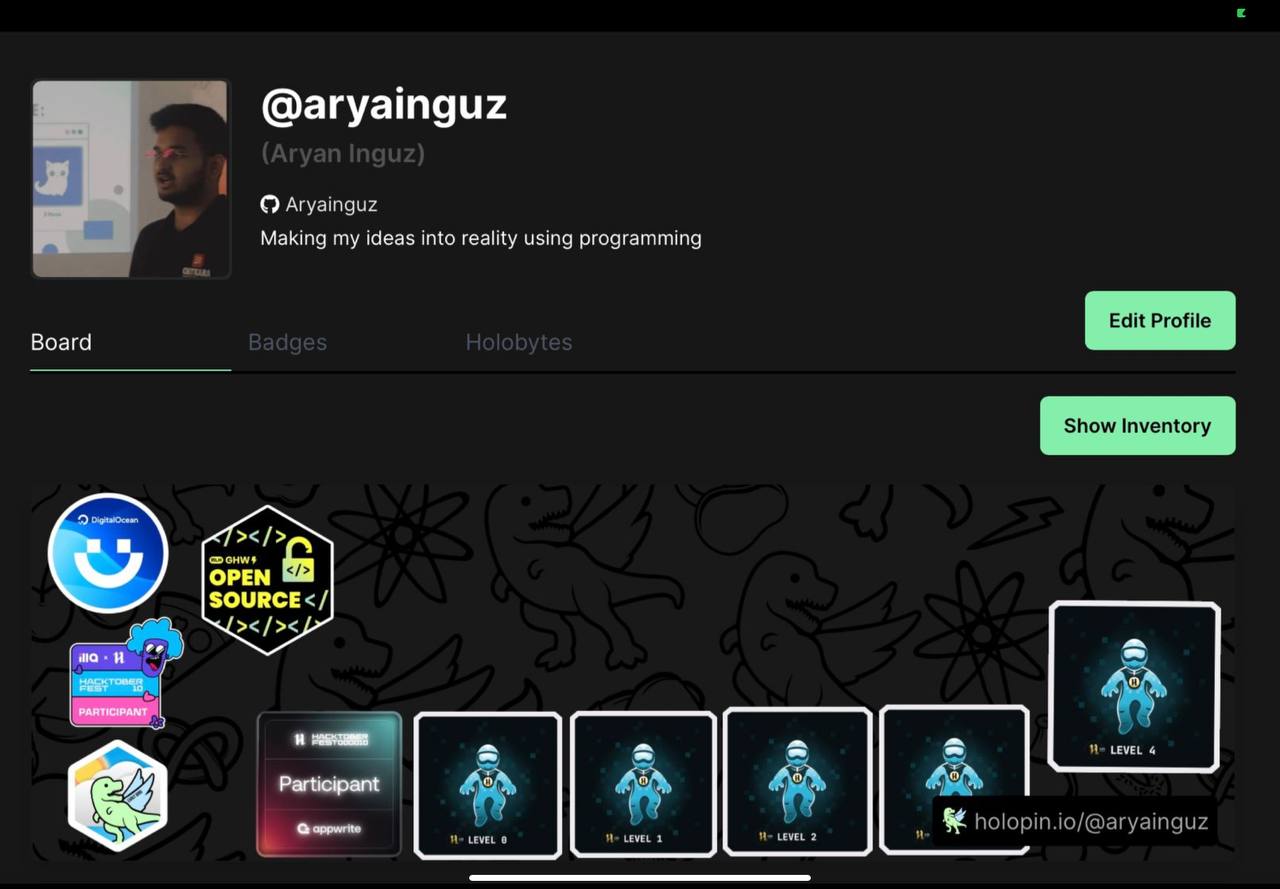 @aryainguz
(Aryan Inguz)
Aryainguz
Making my ideas into reality using programming
Edit Profile
Board Badges Holobytes
Show Inventory
DigitalOcean
</></>
GHW
OPEN
SOURCE </
</></></>
illa × H
HACKTOBER
FEST 10
PARTICIPANT
HACKTOBER
FEST000010
Participant
appwrite
LEVEL 0
LEVEL 1
LEVEL 2
LEVEL 4
holopin.io/@aryainguz